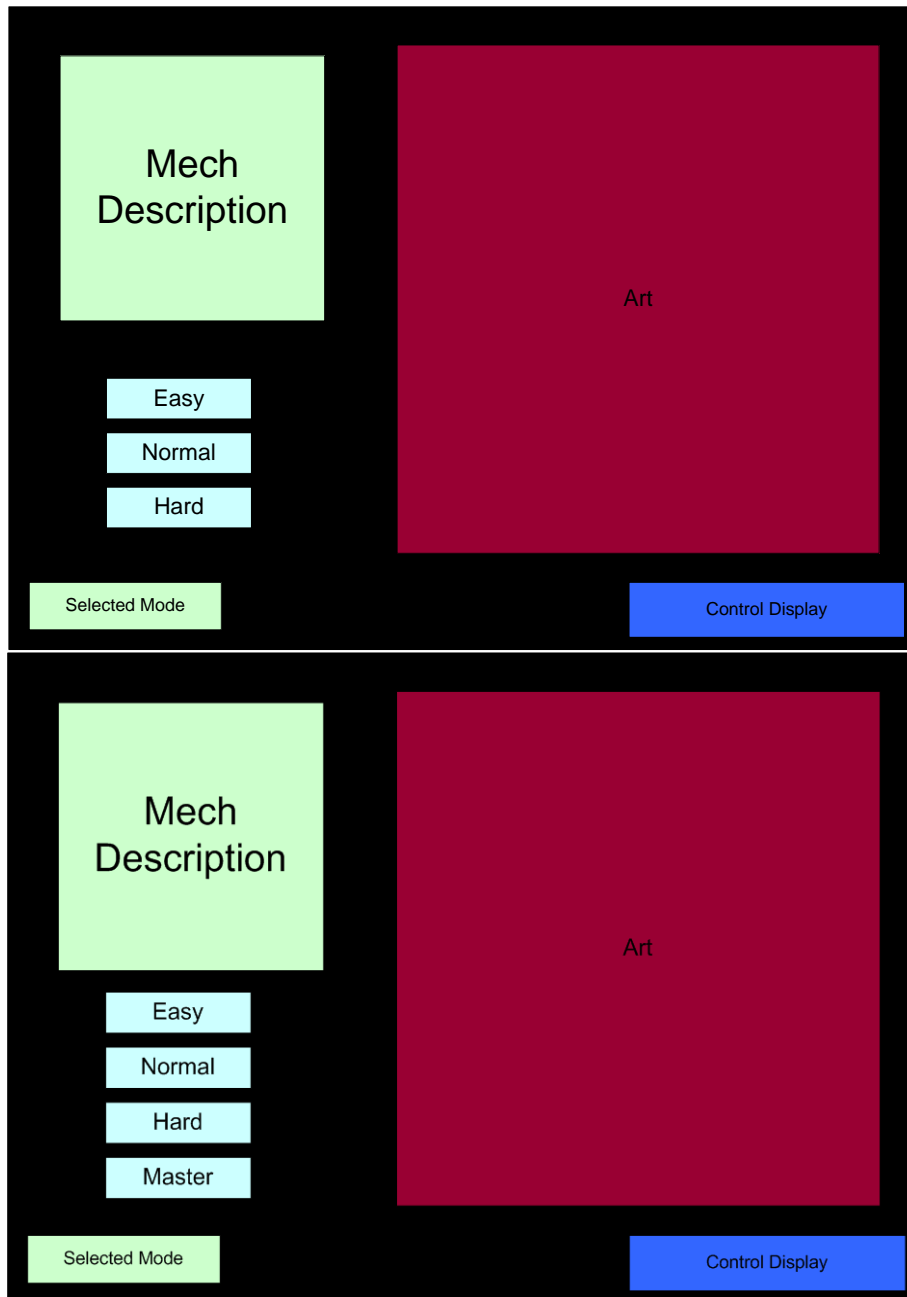 Mech
Description
Art
Easy
Normal
Hard
Selected Mode
Control Display
Mech
Description
Art
Easy
Normal
Hard
Master
Selected Mode
Control Display